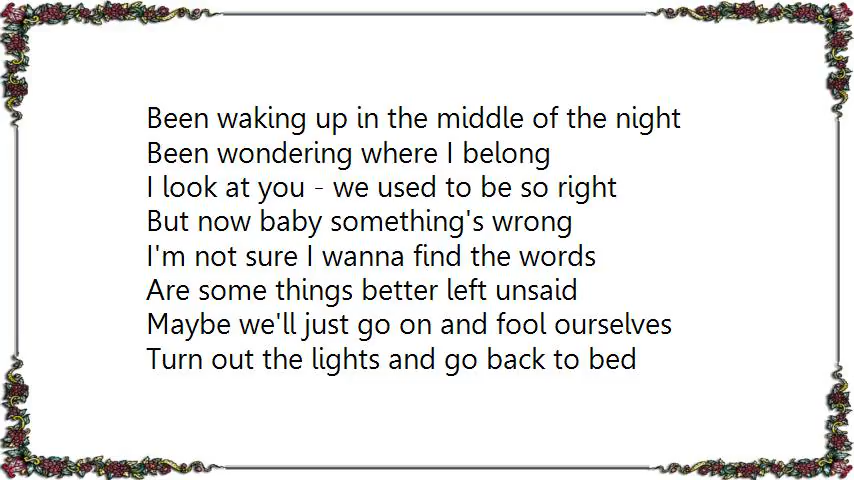 Been waking up in the middle of the night
Been wondering where I belong
I look at you - we used to be so right
But now baby something's wrong
I'm not sure I wanna find the words
Are some things better left unsaid
Maybe we'll just go on and fool ourselves
Turn out the lights and go back to bed